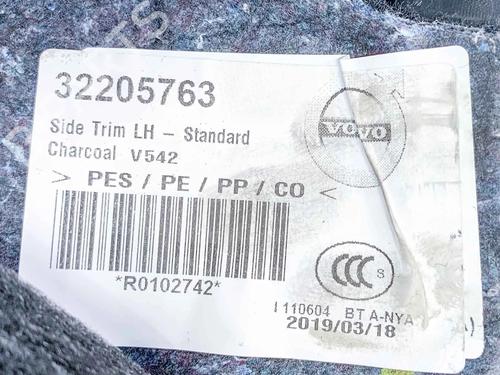 32205763
Side Trim LH – Standard
Charcoal V542
> PES / PE / PP / CO <
*R0102742*
VOLVO
CCC S
I 110604 BT A-NYA
2019/03/18